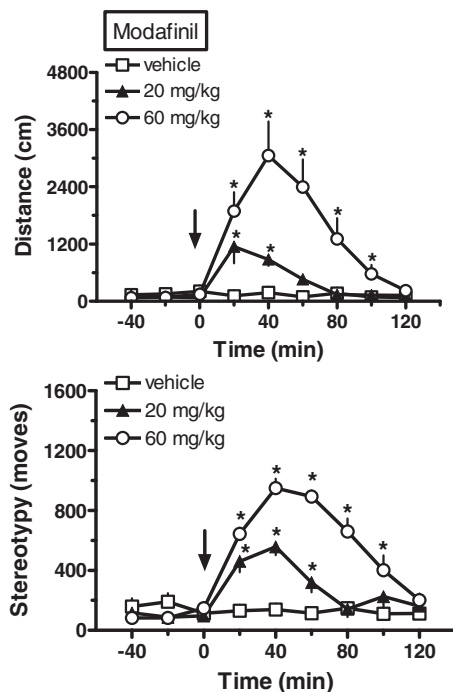 Modafinil
vehicle
20 mg/kg
60 mg/kg
Distance (cm)
4800
3600
2400
1200
0
-40 0 40 80 120
Time (min)
* * * * * * *
vehicle
20 mg/kg
60 mg/kg
Stereotypy (moves)
1600
1200
800
400
0
-40 0 40 80 120
Time (min)
* * * * * * * *